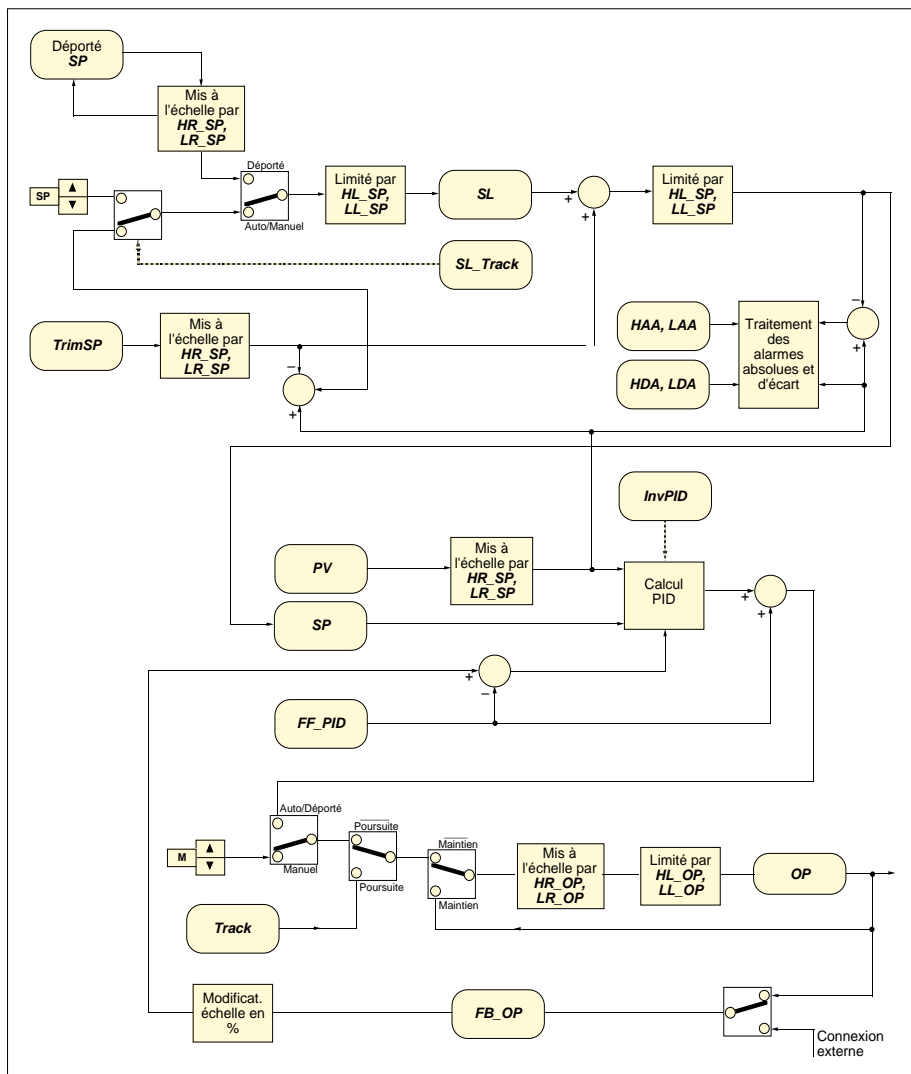 Déporté
SP
Mis à
l'échelle par
HR_SP,
LR_SP
SP
Déporté
Auto/Manuel
Limité par
HL_SP,
LL_SP
SL
+
+
Limité par
HL_SP,
LL_SP
SL_Track
TrimSP
Mis à
l'échelle par
HR_SP,
LR_SP
–
+
HAA, LAA
HDA, LDA
Traitement
des
alarmes
absolues et
d'écart
–
+
InvPID
PV
Mis à
l'échelle par
HR_SP,
LR_SP
SP
Calcul
PID
+
+
+
–
FF_PID
Auto/Déporté
M
Manuel
Poursuite
Poursuite
Maintien
Maintien
Mis à
l'échelle par
HR_OP,
LR_OP
Limité par
HL_OP,
LL_OP
OP
Track
Modificat.
échelle en
%
FB_OP
Connexion
externe